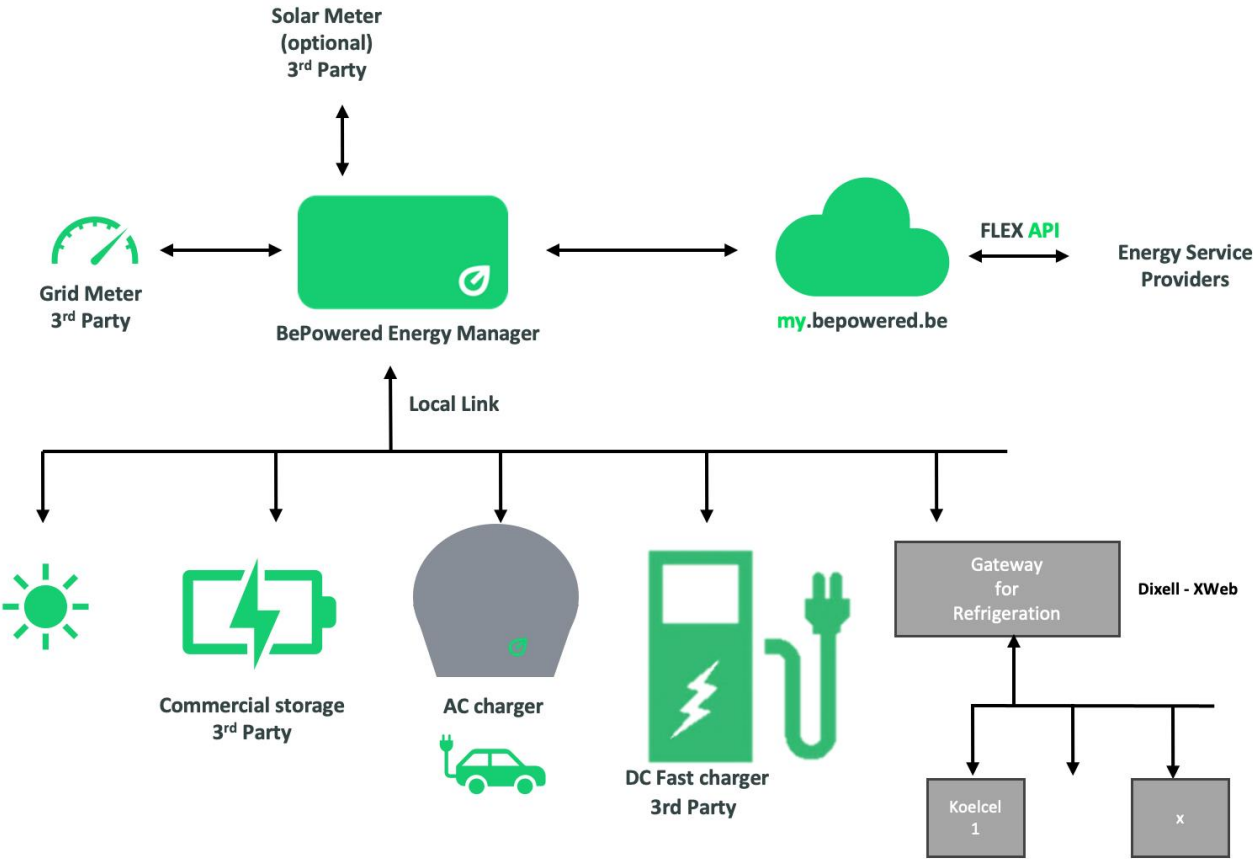 Solar Meter
(optional)
3rd Party
FLEX API
Energy Service
Providers
Grid Meter
3rd Party
BePowered Energy Manager
my.bepowered.be
Local Link
Gateway
for
Refrigeration
Dixell - XWeb
Commercial storage
3rd Party
AC charger
DC Fast charger
3rd Party
Koelcel
1
x